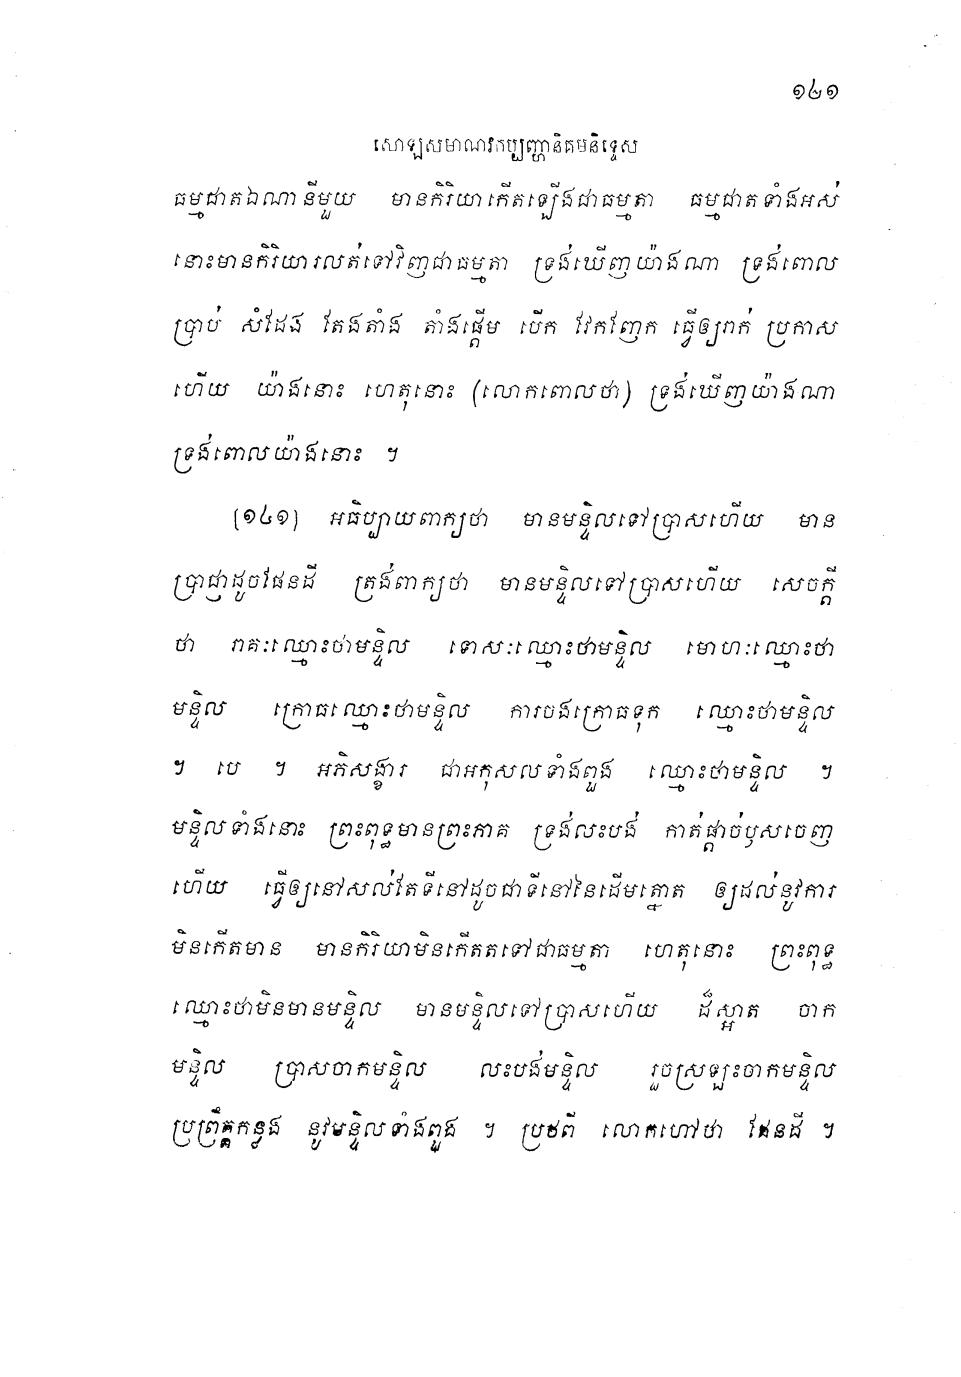 ១៤១
សោឡសមាណវកប្បញ្ហានិគមនិទ្ទេស
ធម្មជាតឯណានីមួយ មានកិរិយាកើតឡើងជាធម្មតា ធម្មជាតទាំងអស់
នោះមានកិរិយារលត់ទៅវិញជាធម្មតា ទ្រង់ឃើញយ៉ាងណា ទ្រង់ពោល
ប្រាប់ សំដែង តែងតាំង តាំងផ្តើម បើក វែកញែក ធ្វើឲ្យរាក់ ប្រកាស
ហើយ យ៉ាងនោះ ហេតុនោះ (លោកពោលថា) ទ្រង់ឃើញយ៉ាងណា
ទ្រង់ពោលយ៉ាងនោះ ។
(១៤១) អធិប្បាយពាក្យថា មានមន្ទិលទៅប្រាសហើយ មាន
ប្រាជ្ញាដូចផែនដី ត្រង់ពាក្យថា មានមន្ទិលទៅប្រាសហើយ សេចក្តី
ថា រាគៈឈ្មោះថាមន្ទិល ទោសៈឈ្មោះថាមន្ទិល មោហៈឈ្មោះថា
មន្ទិល ក្រោធឈ្មោះថាមន្ទិល ការចងក្រោធទុក ឈ្មោះថាមន្ទិល
។ បេ ។ អភិសង្ខារ ជាអកុសលទាំងពួង ឈ្មោះថាមន្ទិល ។
មន្ទិលទាំងនោះ ព្រះពុទ្ធមានព្រះភាគ ទ្រង់លះបង់ កាត់ផ្តាច់ឫសចេញ
ហើយ ធ្វើឲ្យនៅសល់តែទីនៅដូចជាទីនៅនៃដើមត្នោត ឲ្យដល់នូវការ
មិនកើតមាន មានកិរិយាមិនកើតតទៅជាធម្មតា ហេតុនោះ ព្រះពុទ្ធ
ឈ្មោះថាមិនមានមន្ទិល មានមន្ទិលទៅប្រាសហើយ ដ៏ស្អាត ចាក
មន្ទិល ប្រាសចាកមន្ទិល លះបង់មន្ទិល រួចស្រឡះចាកមន្ទិល
ប្រព្រឹត្តកន្លង នូវមន្ទិលទាំងពួង ។ ប្រឋពី លោកហៅថា ផែនដី ។